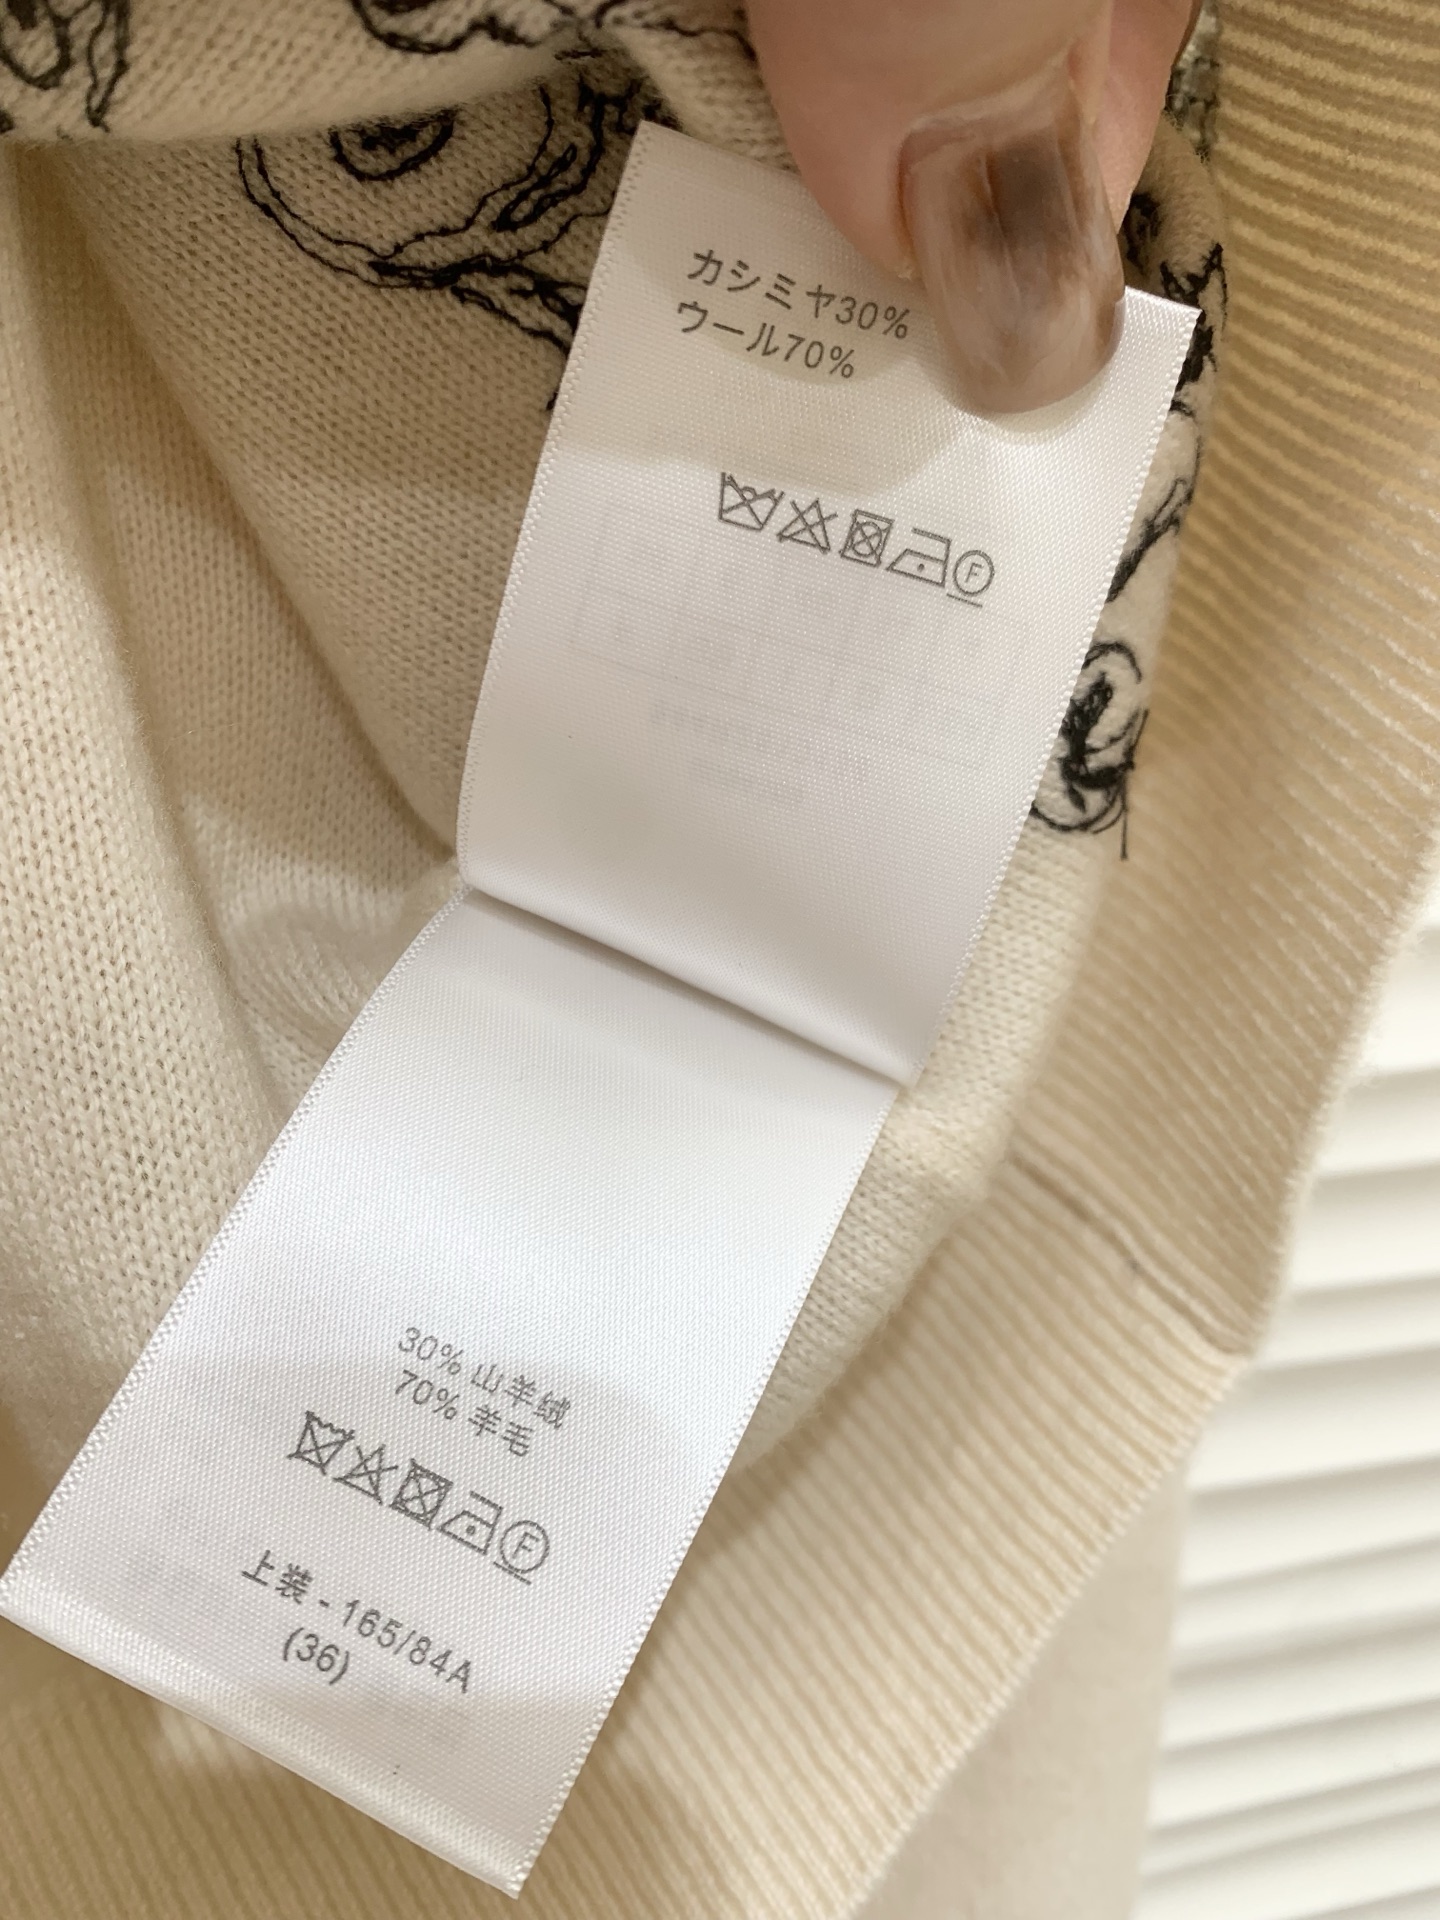 カシミヤ30%
ウール70%
F
30% 山羊绒
70% 羊毛
F
上装 - 165/84A
(36)